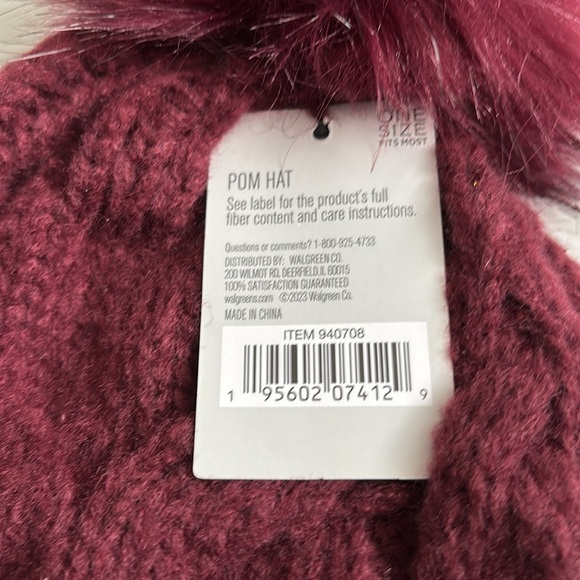 ONE
SIZE
FITS MOST
POM HAT
See label for the product's full
fiber content and care instructions.
Questions or comments? 1-800-925-4733
DISTRIBUTED BY: WALGREEN CO.
200 WILMOT RD, DEERFIELD,IL 60015
100% SATISFACTION GUARANTEED
walgreens.com ©2023 Walgreen Co.
MADE IN CHINA
ITEM 940708
1 95602 07412 9